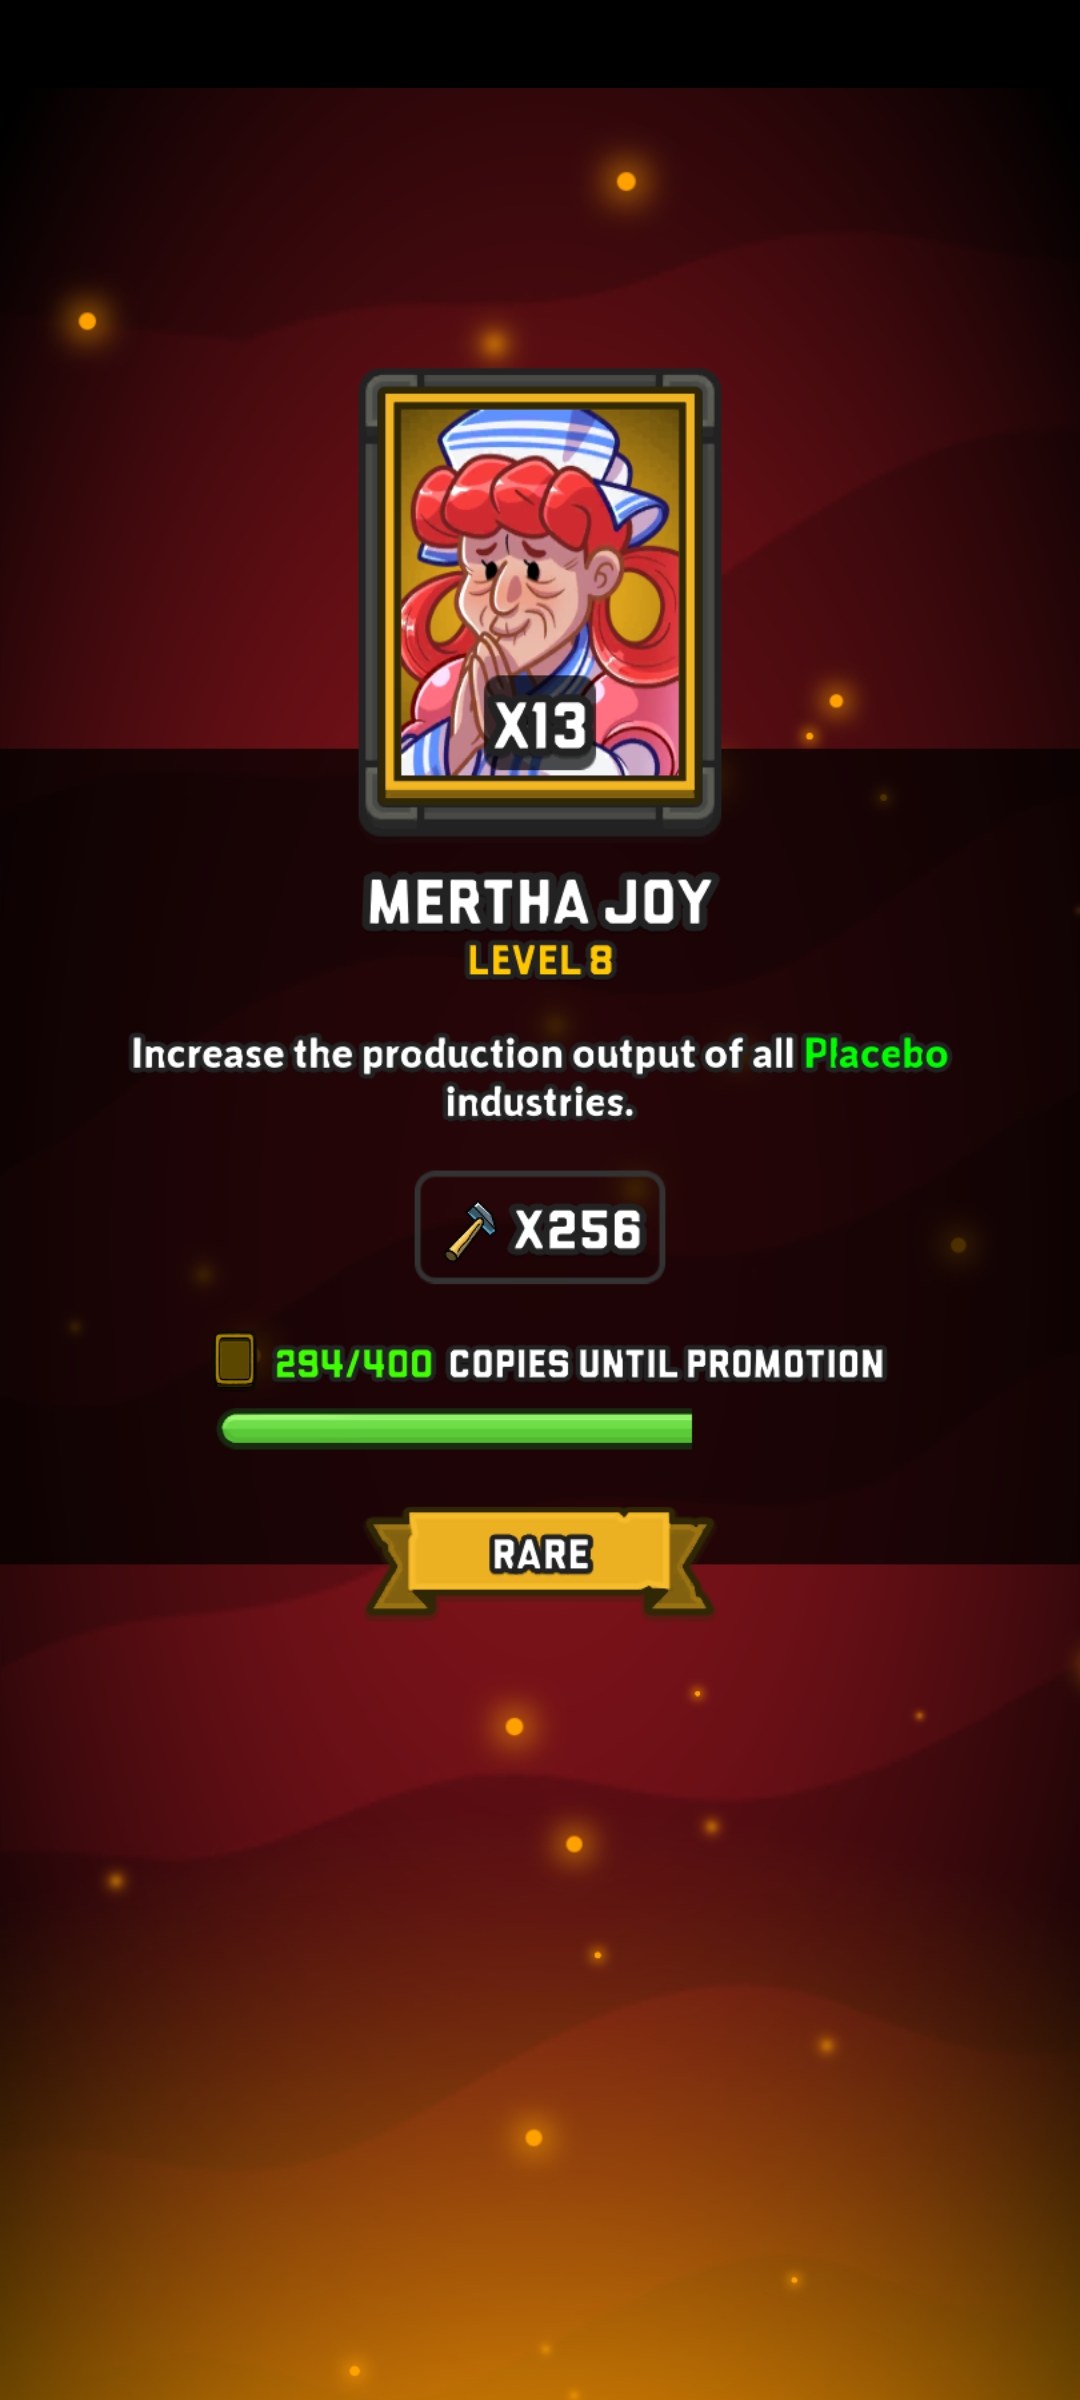 X13
MERTHA JOY
LEVEL 8
Increase the production output of all Placebo
industries.
X256
294/400 COPIES UNTIL PROMOTION
RARE